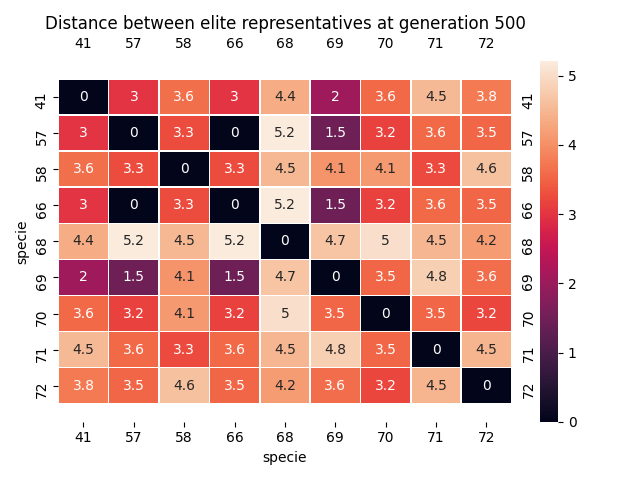 Distance between elite representatives at generation 500
41 57 58 66 68 69 70 71 72
41 0 3 3.6 3 4.4 2 3.6 4.5 3.8 41
57 3 0 3.3 0 5.2 1.5 3.2 3.6 3.5 57
58 3.6 3.3 0 3.3 4.5 4.1 4.1 3.3 4.6 58
66 3 0 3.3 0 5.2 1.5 3.2 3.6 3.5 66
68 4.4 5.2 4.5 5.2 0 4.7 5 4.5 4.2 68
69 2 1.5 4.1 1.5 4.7 0 3.5 4.8 3.6 69
70 3.6 3.2 4.1 3.2 5 3.5 0 3.5 3.2 70
71 4.5 3.6 3.3 3.6 4.5 4.8 3.5 0 4.5 71
72 3.8 3.5 4.6 3.5 4.2 3.6 3.2 4.5 0 72
41 57 58 66 68 69 70 71 72
specie
specie
5
4
3
2
1
0